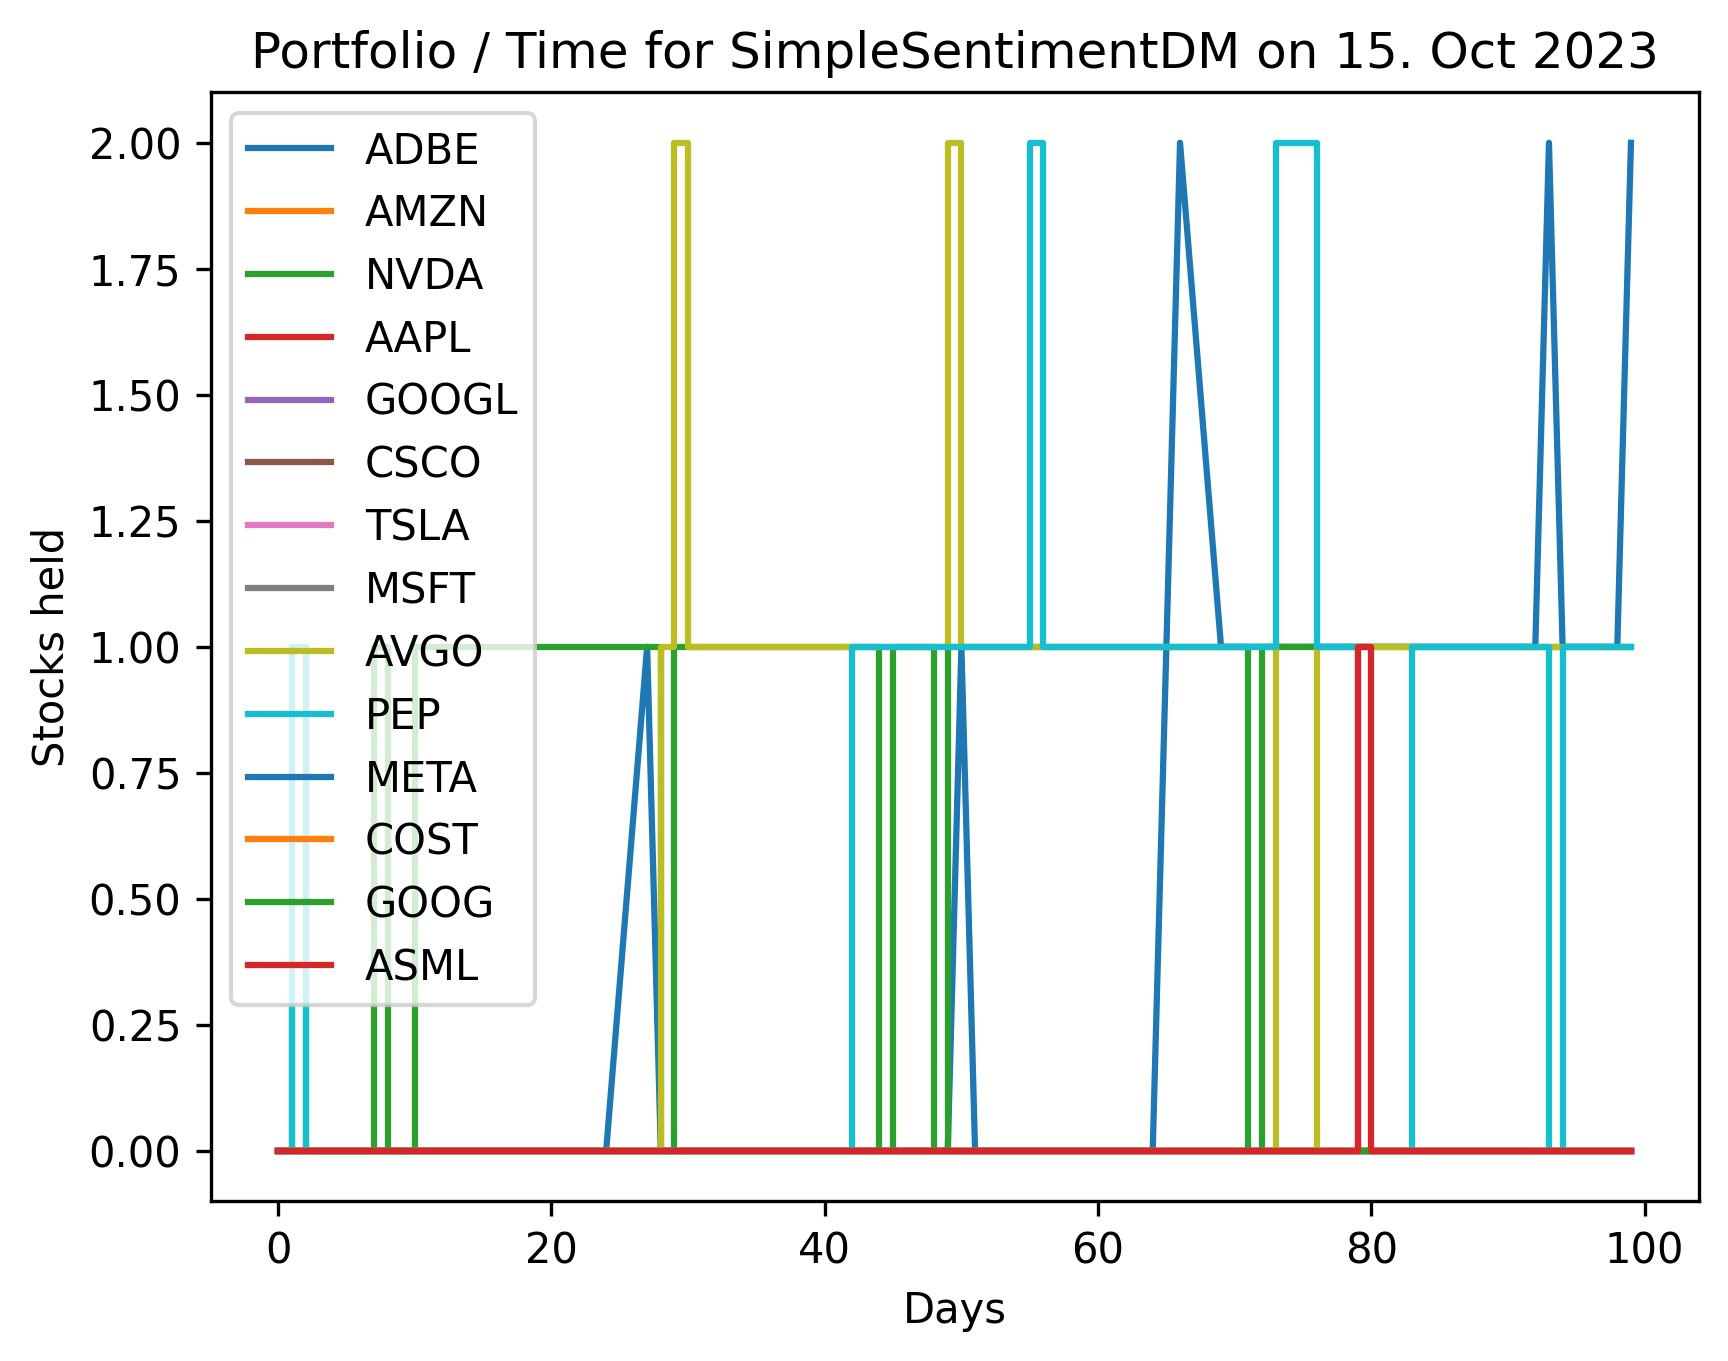 Portfolio / Time for SimpleSentimentDM on 15. Oct 2023
2.00
1.75
1.50
1.25
1.00
0.75
0.50
0.25
0.00
Stocks held
ADBE
AMZN
NVDA
AAPL
GOOGL
CSCO
TSLA
MSFT
AVGO
PEP
META
COST
GOOG
ASML
0 20 40 60 80 100
Days